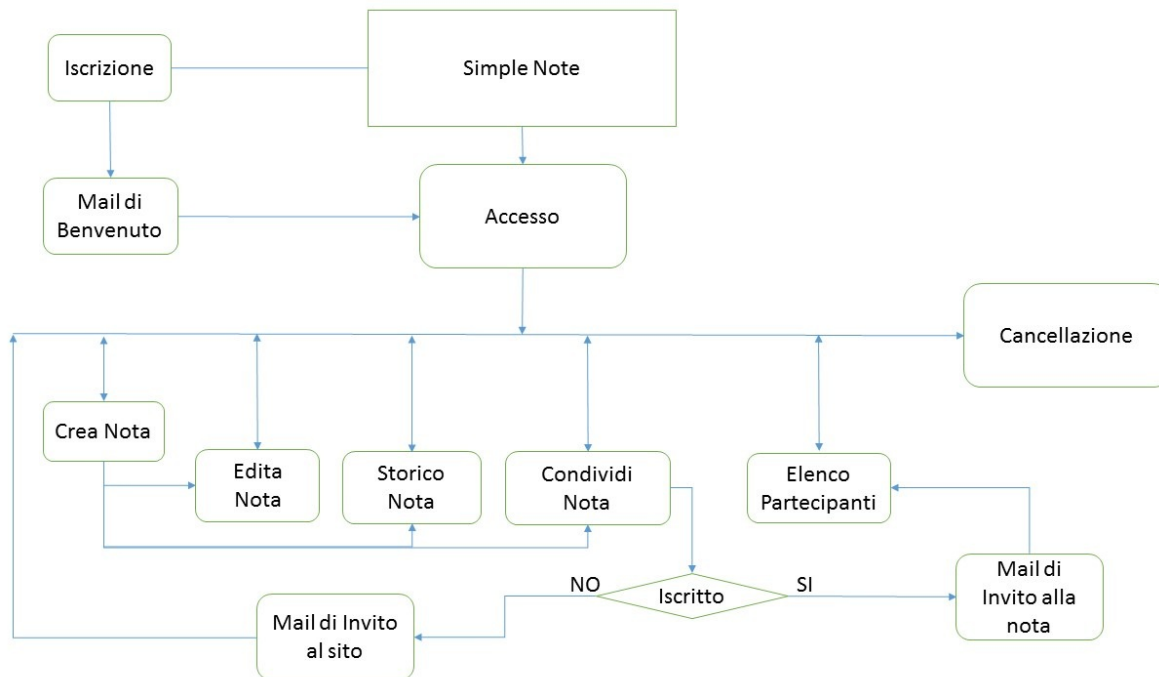 Iscrizione
Simple Note
Mail di
Benvenuto
Accesso
Cancellazione
Crea Nota
Edita
Nota
Storico
Nota
Condividi
Nota
Elenco
Partecipanti
NO
Iscritto
SI
Mail di
Invito alla
nota
Mail di Invito
al sito